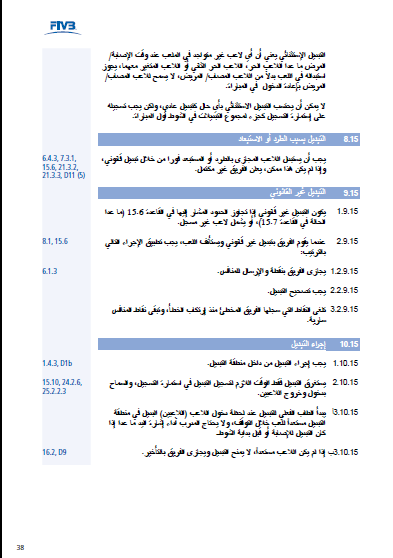 FIVB
التبديل الإستثنائي يعني أن أي لاعب غير متواجد في الملعب عند وقت الإصابة/
المرض ما عدا اللاعب الحر، اللاعب الحر الثاني أو اللاعب المتغير معهما، يجوز
استبداله في اللعب بدلاً من اللاعب المصاب/ المريض، لا يسمح للاعب المصاب/
المريض بإعادة الدخول في المباراة.
لا يمكن أن يحتسب التبديل الاستثنائي بأي حال كتبديل عادي، ولكن يجب تسجيله
على إستمارة التسجيل كجزء لمجموع التبديلات في الشوط أول المباراة.
8.15 التبديل بسبب الطرد أو الاستبعاد
يجب أن يستبدل اللاعب المجازى بالطرد أو المستبعد فورا من خلال تبديل قانوني، 6.4.3, 7.3.1,
وإذا لم يكن هذا ممكن، يعلن الفريق غير مكتمل. 15.6, 21.3.2,
21.3.3, D11 (5)
9.15 التبديل غير القانوني
1.9.15 يكون التبديل غير قانوني إذا تجاوز الحدود المشار إليها في القاعدة 6-15 (ما عدا
الحالة في القاعدة 7-15)، أو يشمل لاعب غير مسجل.
2.9.15 عندما يقوم الفريق بتبديل غير قانوني ويستأنف اللعب، يجب تطبيق الإجراء التالي 8.1, 15.6
بالترتيب:
1.2.9.15 يجازى الفريق بنقطة والإرسال للمنافس. 6.1.3
2.2.9.15 يجب تصحيح التبديل.
3.2.9.15 تلغى النقاط التي سجلها الفريق المخطئ منذ إرتكاب الخطأ، وتبقى نقاط المنافس
سارية.
10.15 إجراء التبديل
1.10.15 يجب إجراء التبديل من داخل منطقة التبديل. 1.4.3, D1b
2.10.15 يستغرق التبديل فقط الوقت اللازم لتسجيل التبديل في استمارة التسجيل، والسماح 15.10, 24.2.6,
بدخول وخروج اللاعبين. 25.2.2.3
3.10.15أ يبدأ الطلب الفعلي للتبديل عند لحظة دخول اللاعب (اللاعبين) البديل في منطقة
التبديل مستعداً للعب خلال التوقف، ولا يحتاج المدرب أداء إشارة اليد ما عدا إذا
كان التبديل للإصابة أو قبل بداية الشوط.
3.10.15ب إذا لم يكن اللاعب مستعداً، لا يمنح التبديل ويجزى الفريق بالتأخير. 16.2, D9
38